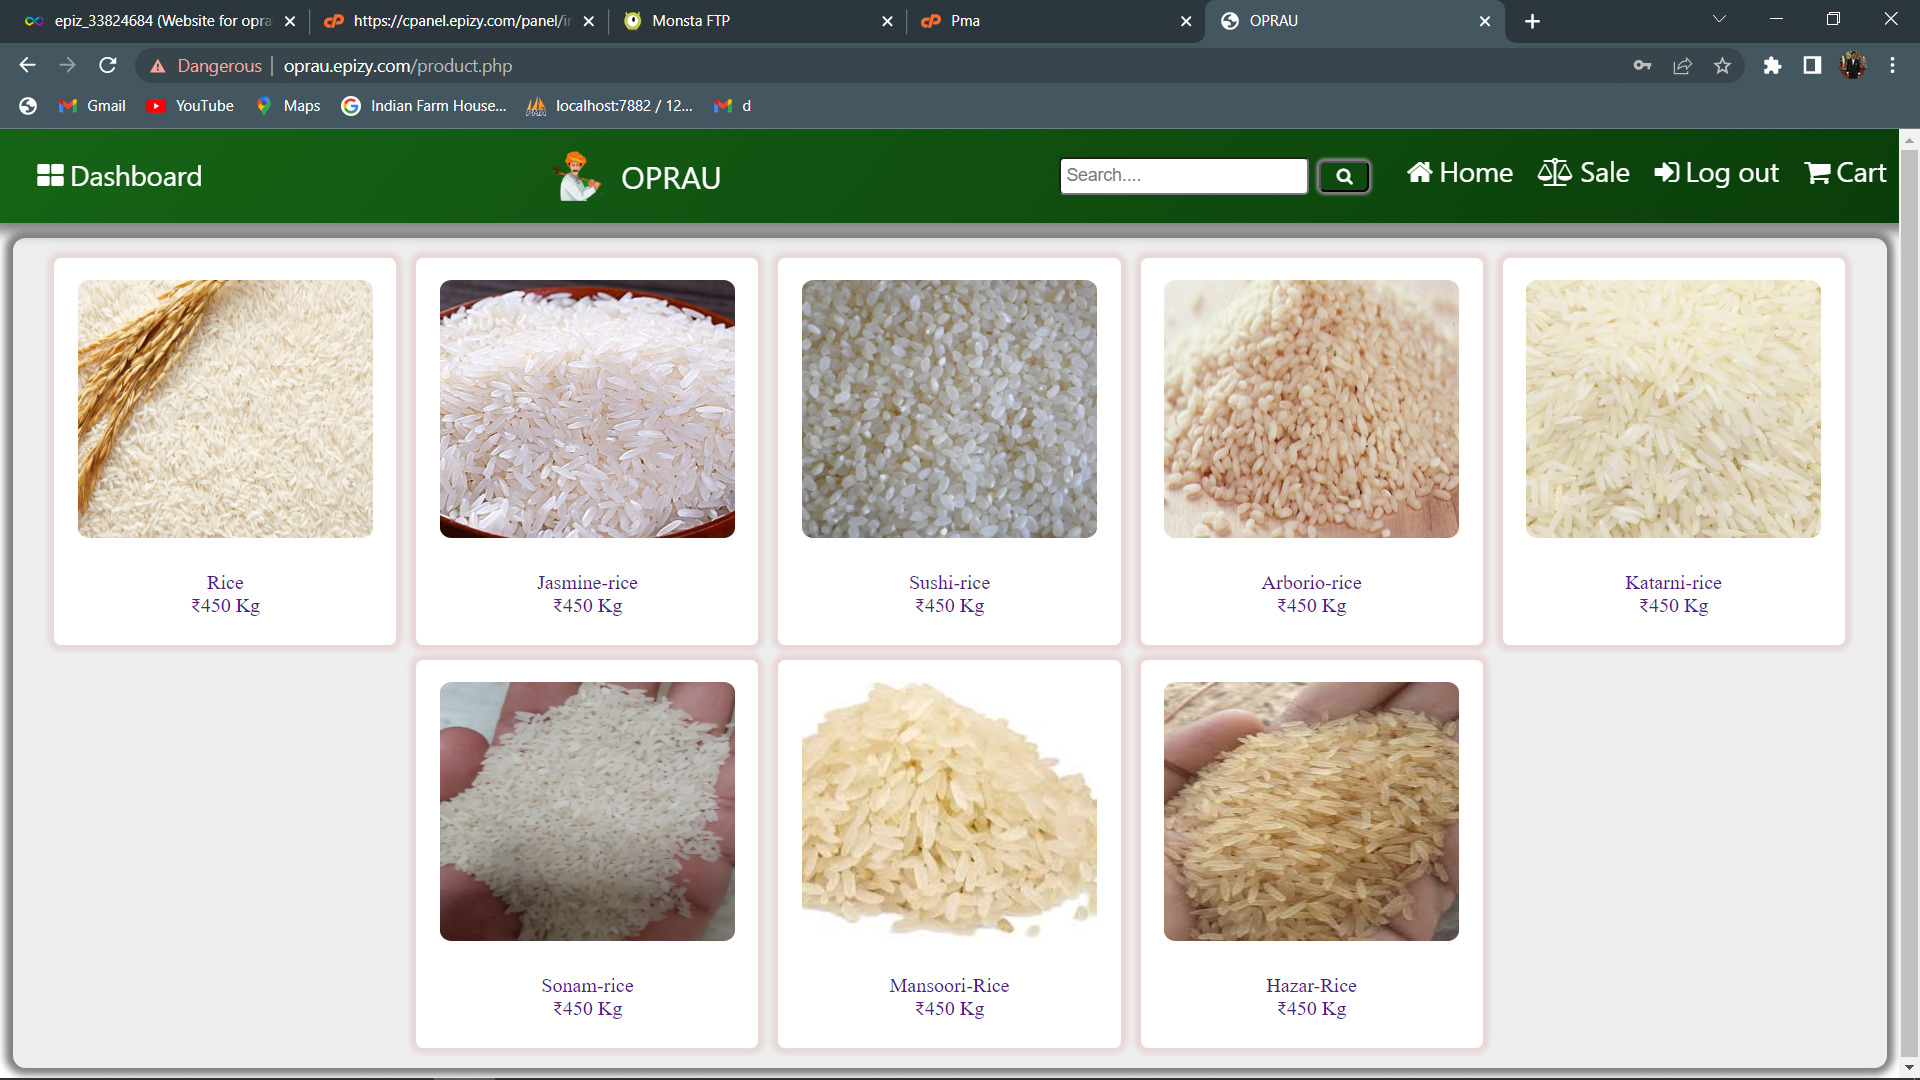 epiz_33824684 (Website for opra
https://cpanel.epizy.com/panel/in
Monsta FTP
Pma
OPRAU
Dangerous
oprau.epizy.com/product.php
Gmail
YouTube
Maps
Indian Farm House...
localhost:7882 / 12...
d
Dashboard
OPRAU
Search....
Home
Sale
Log out
Cart
Rice
₹450 Kg
Jasmine-rice
₹450 Kg
Sushi-rice
₹450 Kg
Arborio-rice
₹450 Kg
Katarni-rice
₹450 Kg
Sonam-rice
₹450 Kg
Mansoori-Rice
₹450 Kg
Hazar-Rice
₹450 Kg